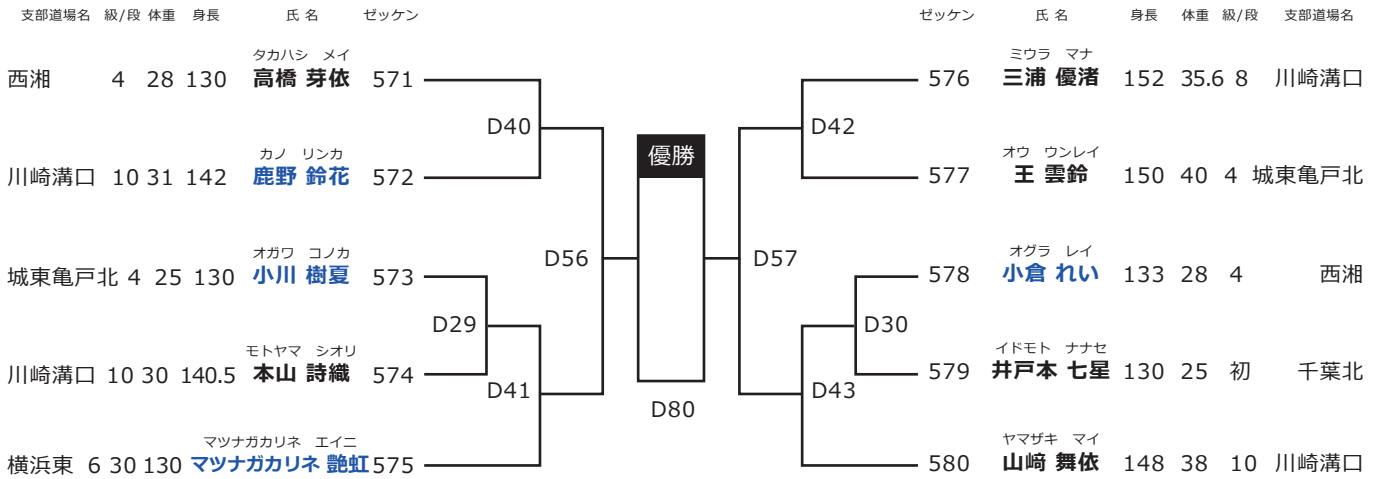 支部道場名 級/段 体重 身長 氏 名 ゼッケン ゼッケン 氏 名 身長 体重 級/段 支部道場名
タカハシ メイ ミウラ マナ
西湘 4 28 130 高橋 芽依 571 576 三浦 優渚 152 35.6 8 川崎溝口
D40 D42
優勝
カノ リンカ オウ ウンレイ
川崎溝口 10 31 142 鹿野 鈴花 572 577 王 雲鈴 150 40 4 城東亀戸北
D56 D57
オガワ コノカ オグラ レイ
城東亀戸北 4 25 130 小川 樹夏 573 578 小倉 れい 133 28 4 西湘
D29 D30
モトヤマ シオリ イドモト ナナセ
川崎溝口 10 30 140.5 本山 詩織 574 579 井戸本 七星 130 25 初 千葉北
D41 D43
D80
マツナガカリネ エイニ ヤマザキ マイ
横浜東 6 30 130 マツナガカリネ 艶虹 575 580 山﨑 舞依 148 38 10 川崎溝口